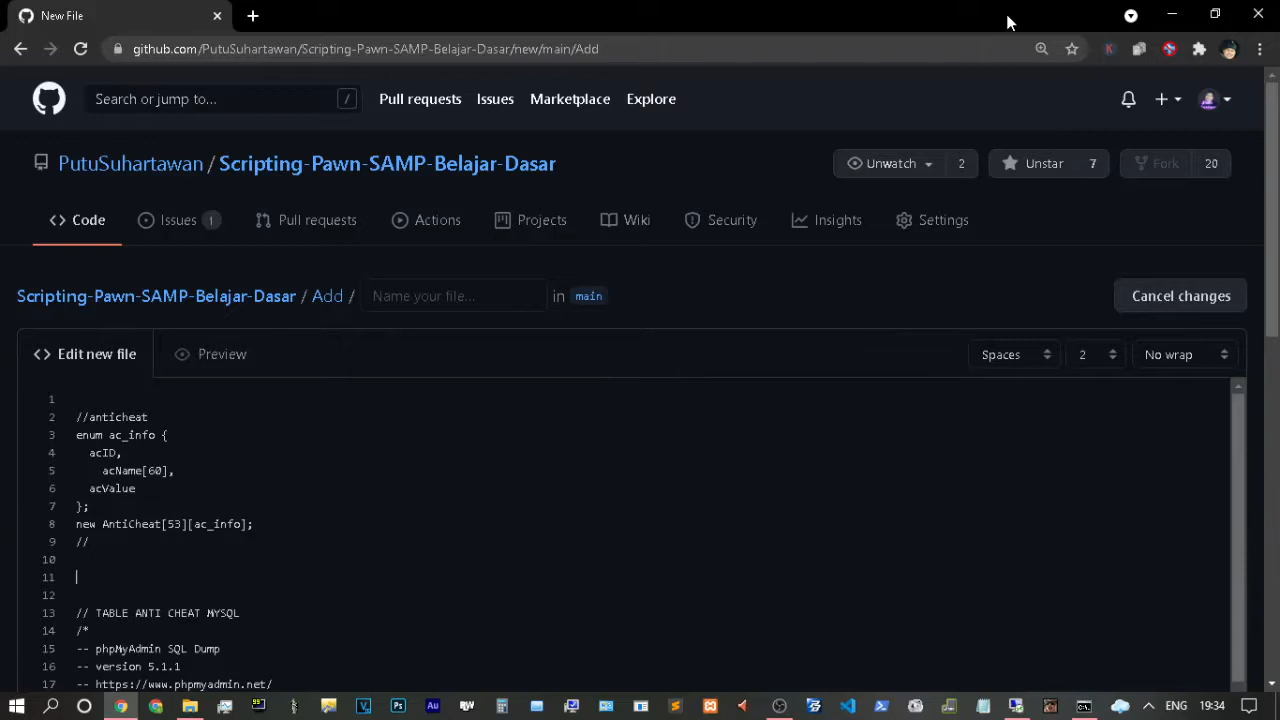 New File
github.com/PutuSuhartawan/Scripting-Pawn-SAMP-Belajar-Dasar/new/main/Add
Search or jump to... /
Pull requests Issues Marketplace Explore
PutuSuhartawan / Scripting-Pawn-SAMP-Belajar-Dasar
Unwatch 2 Unstar 7 Fork 20
Code Issues 1 Pull requests Actions Projects Wiki Security Insights Settings
Scripting-Pawn-SAMP-Belajar-Dasar / Add / Name your file... in main Cancel changes
Edit new file Preview Spaces 2 No wrap
1
2 //anticheat
3 enum ac_info {
4 acID,
5 acName[60],
6 acValue
7 };
8 new AntiCheat[53][ac_info];
9 //
10
11
12
13 // TABLE ANTI CHEAT MYSQL
14 /*
15 -- phpMyAdmin SQL Dump
16 -- version 5.1.1
17 -- https://www.phpmyadmin.net/
ENG 19:34